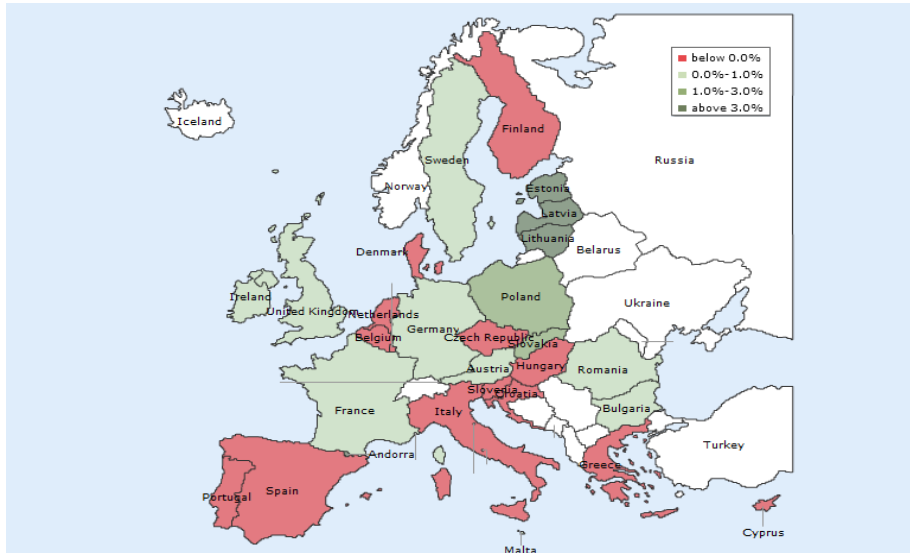 below 0.0%
0.0%-1.0%
1.0%-3.0%
above 3.0%
Iceland
Finland
Sweden
Russia
Norway
Estonia
Latvia
Lithuania
Denmark
Belarus
Ireland
United Kingdom
Netherlands
Poland
Ukraine
Belgium
Germany
Czech Republic
Slovakia
Austria
Hungary
Romania
Slovenia
Croatia
France
Italy
Bulgaria
Andorra
Turkey
Greece
Portugal
Spain
Cyprus
Malta